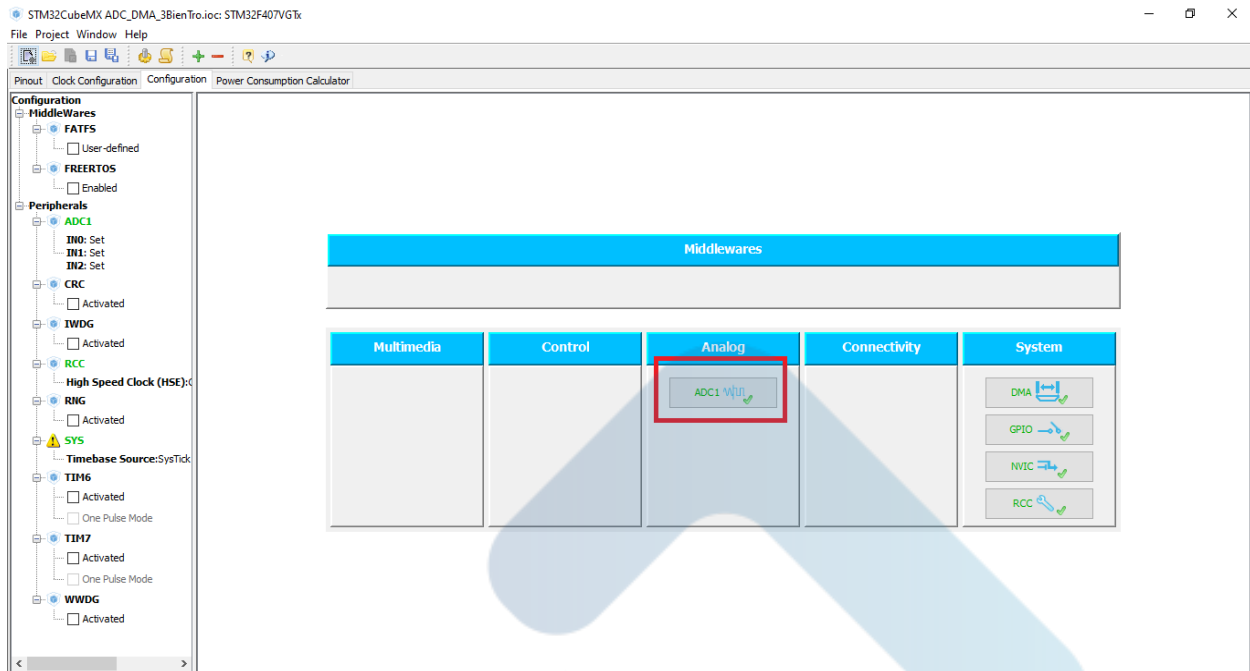 STM32CubeMX ADC_DMA_3BienTro.ioc: STM32F407VGTx
File Project Window Help
Pinout Clock Configuration Configuration Power Consumption Calculator
Configuration
MiddleWares
FATFS
User-defined
FREERTOS
Enabled
Peripherals
ADC1
IN0: Set
IN1: Set
IN2: Set
CRC
Activated
IWDG
Activated
RCC
High Speed Clock (HSE):
RNG
Activated
SYS
Timebase Source:SysTick
TIM6
Activated
One Pulse Mode
TIM7
Activated
One Pulse Mode
WWDG
Activated
Middlewares
Multimedia Control Analog Connectivity System
ADC1 DMA
GPIO
NVIC
RCC